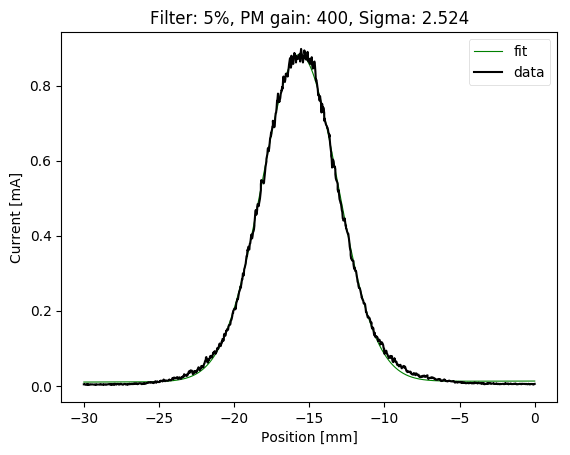 Filter: 5%, PM gain: 400, Sigma: 2.524
fit
data
0.8
0.6
0.4
0.2
0.0
Current [mA]
−30
−25
−20
−15
−10
−5
0
Position [mm]